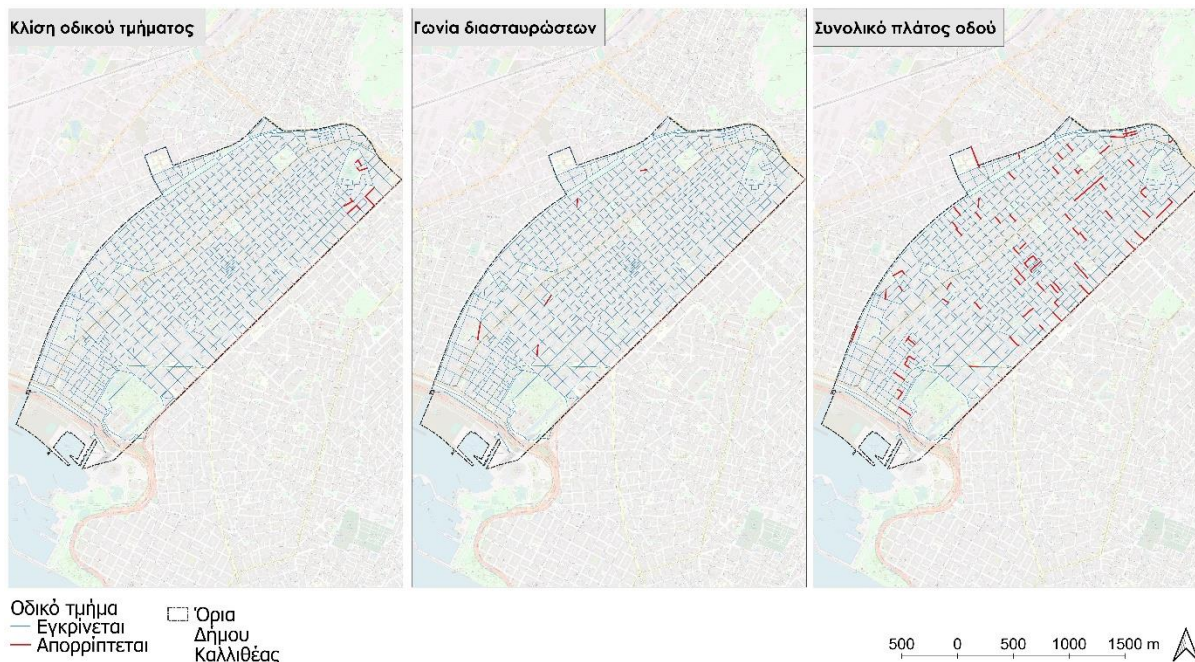 Κλίση οδικού τμήματος
Γωνία διασταυρώσεων
Συνολικό πλάτος οδού
Οδικό τμήμα
Εγκρίνεται
Απορρίπτεται
Όρια
Δήμου
Καλλιθέας
500 0 500 1000 1500 m